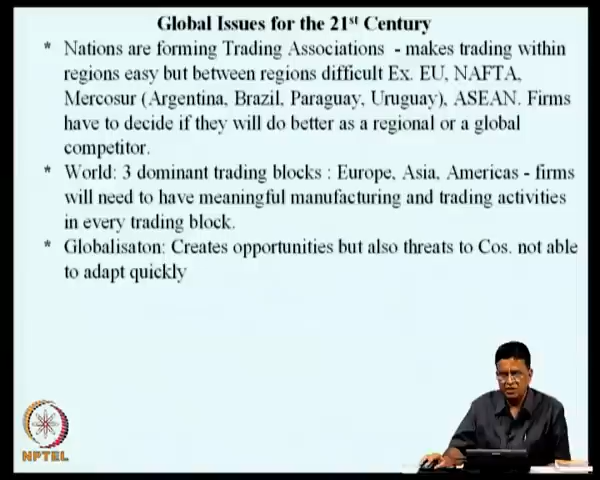 Global Issues for the 21st Century
* Nations are forming Trading Associations - makes trading within
regions easy but between regions difficult Ex. EU, NAFTA,
Mercosur (Argentina, Brazil, Paraguay, Uruguay), ASEAN. Firms
have to decide if they will do better as a regional or a global
competitor.
* World: 3 dominant trading blocks : Europe, Asia, Americas - firms
will need to have meaningful manufacturing and trading activities
in every trading block.
* Globalisaton: Creates opportunities but also threats to Cos. not able
to adapt quickly
NPTEL